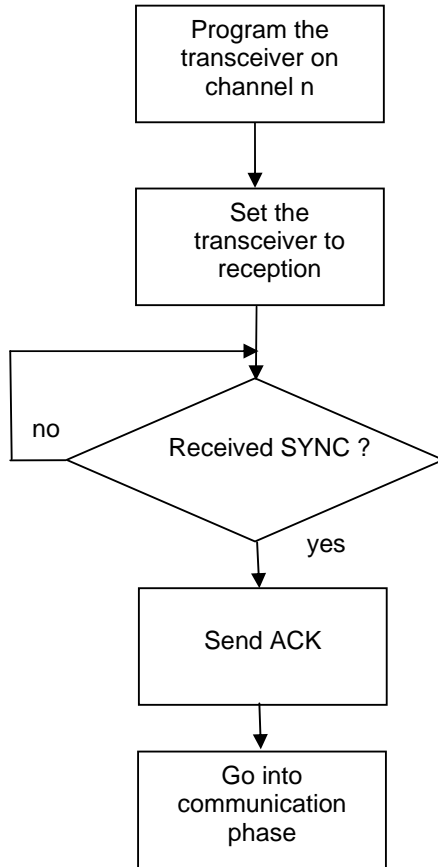 Program the
transceiver on
channel n
Set the
transceiver to
reception
no
Received SYNC ?
yes
Send ACK
Go into
communication
phase